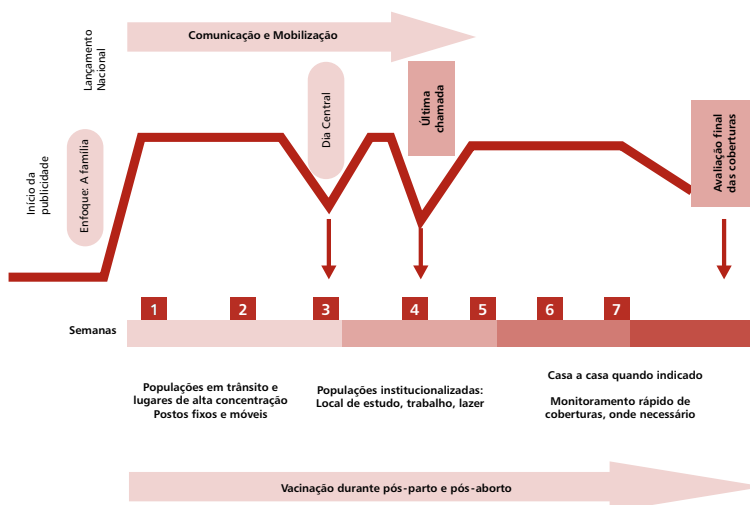 Comunicação e Mobilização
Lançamento
Nacional
Início da
publicidade
Enfoque: A família
Dia Central
Última
chamada
Avaliação final
das coberturas
Semanas
1
2
3
4
5
6
7
Populações em trânsito e
lugares de alta concentração
Postos fixos e móveis
Populações institucionalizadas:
Local de estudo, trabalho, lazer
Casa a casa quando indicado
Monitoramento rápido de
coberturas, onde necessário
Vacinação durante pós-parto e pós-aborto